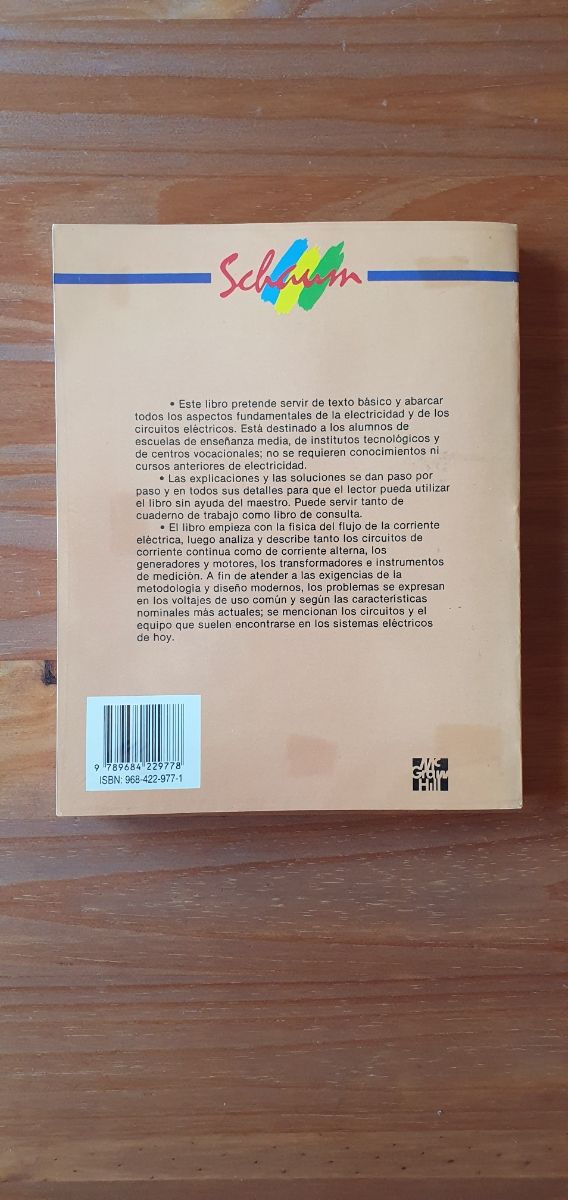 Schaum
• Este libro pretende servir de texto básico y abarcar
todos los aspectos fundamentales de la electricidad y de los
circuitos eléctricos. Está destinado a los alumnos de
escuelas de enseñanza media, de institutos tecnológicos y
de centros vocacionales; no se requieren conocimientos ni
cursos anteriores de electricidad.
• Las explicaciones y las soluciones se dan paso por
paso y en todos sus detalles para que el lector pueda utilizar
el libro sin ayuda del maestro. Puede servir tanto de
cuaderno de trabajo como libro de consulta.
• El libro empieza con la física del flujo de la corriente
eléctrica, luego analiza y describe tanto los circuitos de
corriente continua como de corriente alterna, los
generadores y motores, los transformadores e instrumentos
de medición. A fin de atender a las exigencias de la
metodología y diseño modernos, los problemas se expresan
en los voltajes de uso común y según las características
nominales más actuales; se mencionan los circuitos y el
equipo que suelen encontrarse en los sistemas eléctricos
de hoy.
9 789684 229778
ISBN: 968-422-977-1
Mc
Graw
Hill